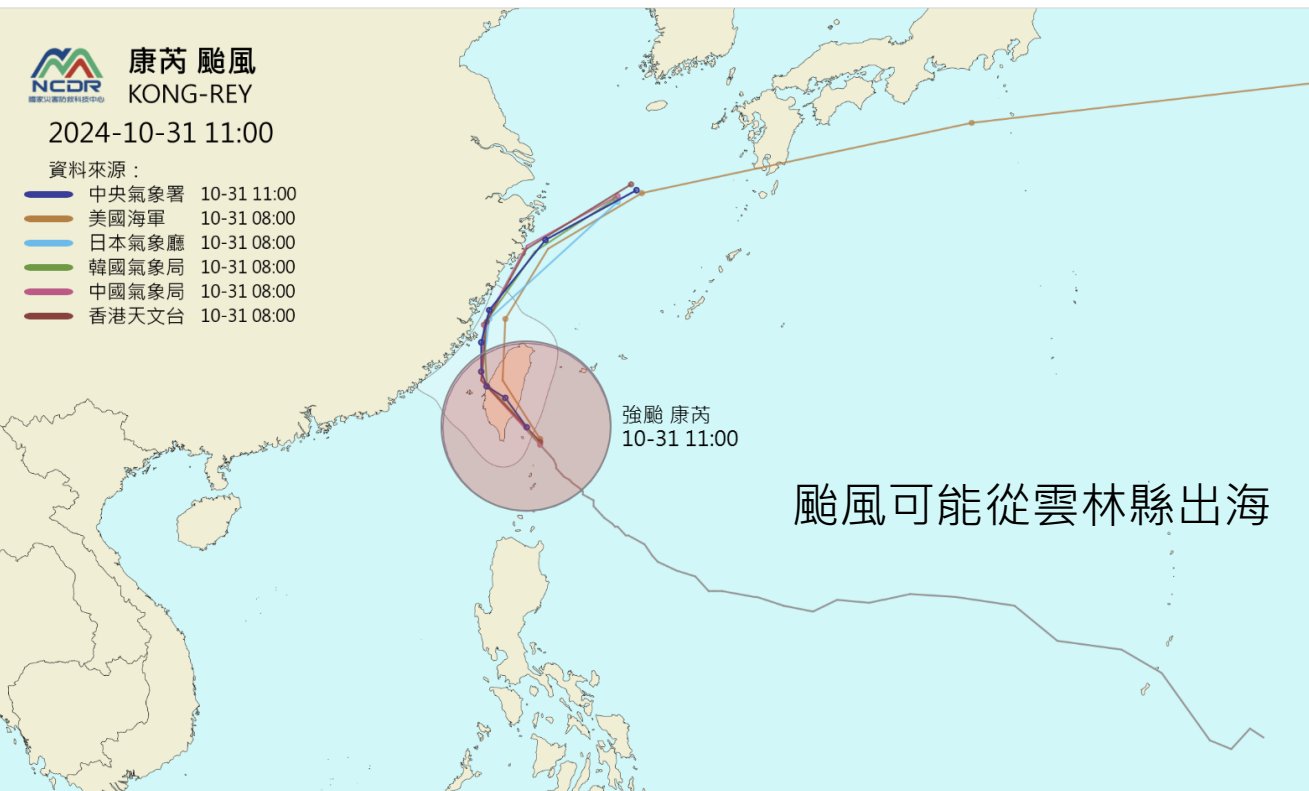 康芮 颱風
NCDR
國家災害防救科技中心
KONG-REY
2024-10-31 11:00
資料來源：
中央氣象署 10-31 11:00
美國海軍 10-31 08:00
日本氣象廳 10-31 08:00
韓國氣象局 10-31 08:00
中國氣象局 10-31 08:00
香港天文台 10-31 08:00
強颱 康芮
10-31 11:00
颱風可能從雲林縣出海